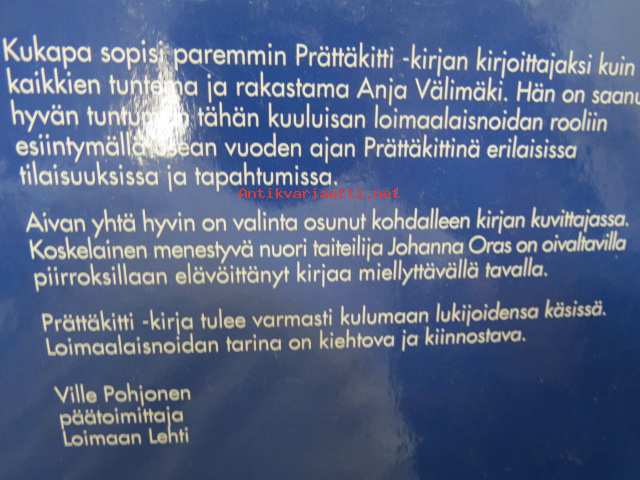 Kukapa sopisi paremmin Prättäkitti -kirjan kirjoittajaksi kuin
kaikkien tuntema ja rakastama Anja Välimäki. Hän on saanu
hyvän tuntuman tähän kuuluisan loimaalaisnoidan rooliin
esiintymällä usean vuoden ajan Prättäkittinä erilaisissa
tilaisuuksissa ja tapahtumissa.
Antikvariaatti.net
Aivan yhtä hyvin on valinta osunut kohdalleen kirjan kuvittajassa.
Koskelainen menestyvä nuori taiteilija Johanna Oras on oivaltavilla
piirroksillaan elävöittänyt kirjaa miellyttävällä tavalla.
Prättäkitti -kirja tulee varmasti kulumaan lukijoidensa käsissä.
Loimaalaisnoidan tarina on kiehtova ja kiinnostava.
Ville Pohjonen
päätoimittaja
Loimaan Lehti